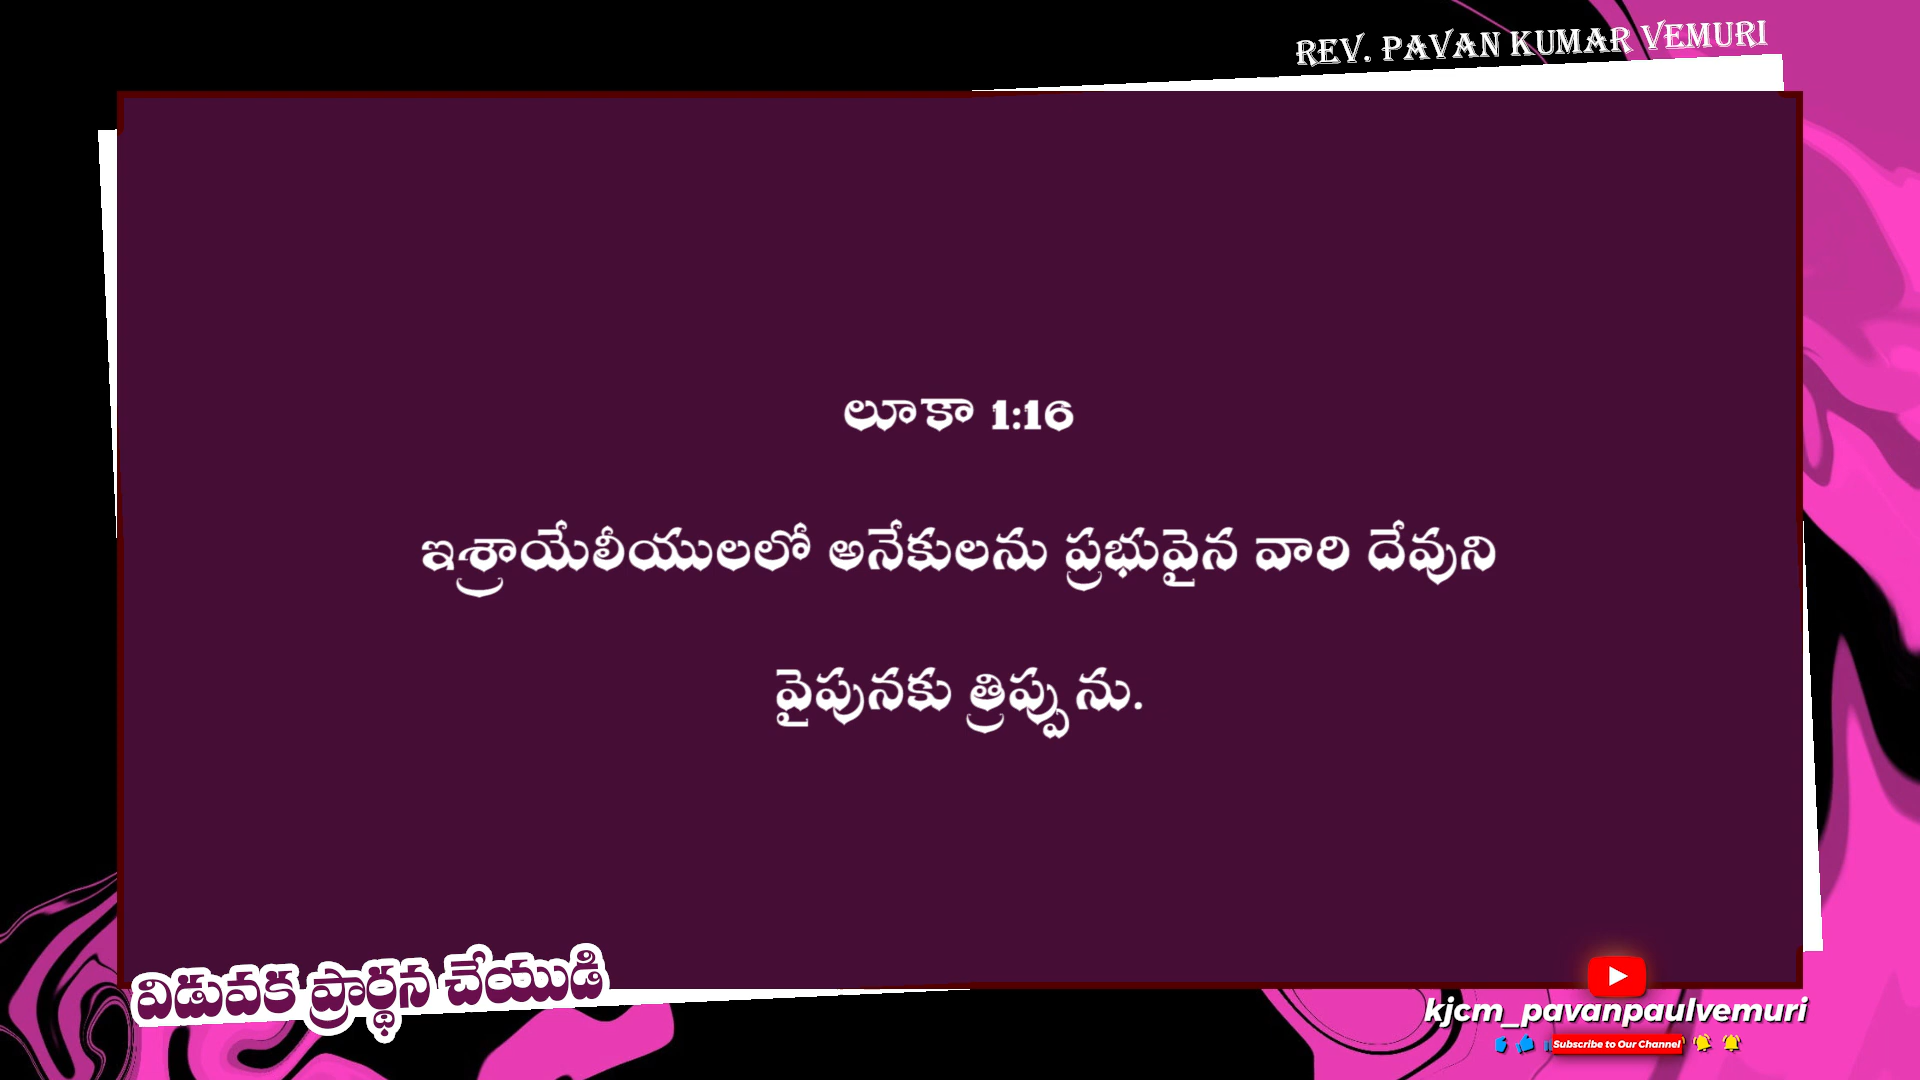 REV. PAVAN KUMAR VEMURI
లూకా 1:16
ఇశ్రాయేలీయులలో అనేకులను ప్రభువైన వారి దేవుని
వైపునకు త్రిప్పును.
విడువక ప్రార్థన చేయుడి
kjcm_pavanpaulvemuri
Subscribe to Our Channel